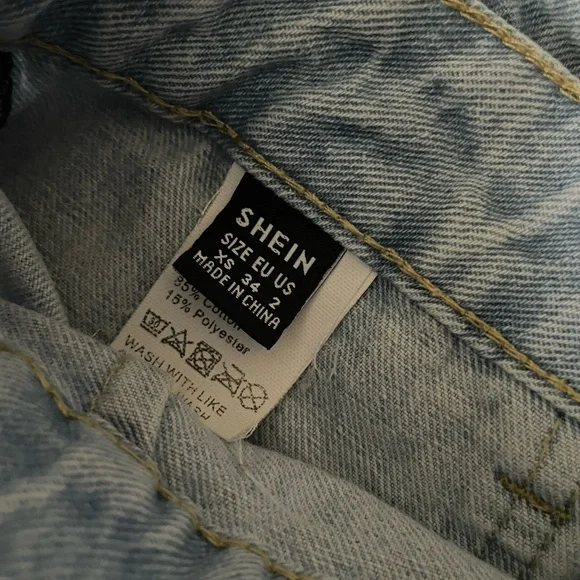 SHEIN
SIZE EU US
XS 34 2
MADE IN CHINA
85% Cotton
15% Polyester
WASH WITH LIKE